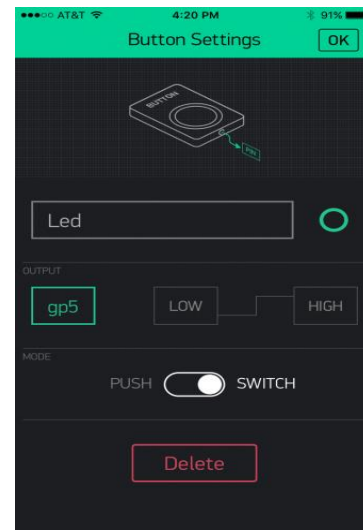 AT&T 4:20 PM 91%
Button Settings OK
BUTTON
PIN
Led
OUTPUT
gp5 LOW HIGH
MODE
PUSH SWITCH
Delete